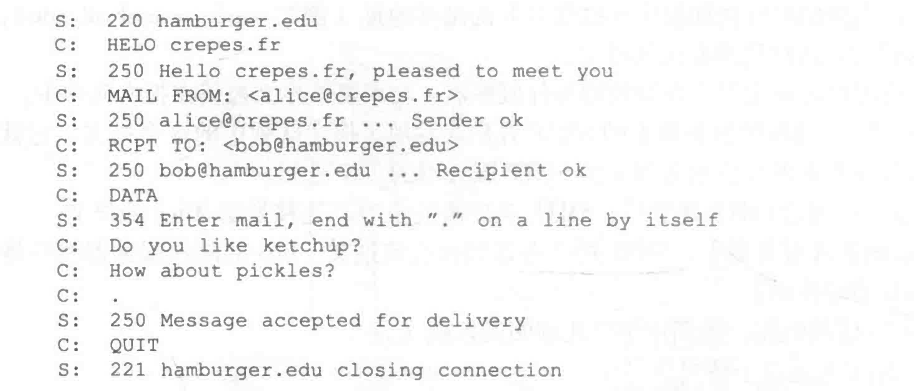 S: 220 hamburger.edu
C: HELO crepes.fr
S: 250 Hello crepes.fr, pleased to meet you
C: MAIL FROM: <alice@crepes.fr>
S: 250 alice@crepes.fr ... Sender ok
C: RCPT TO: <bob@hamburger.edu>
S: 250 bob@hamburger.edu ... Recipient ok
C: DATA
S: 354 Enter mail, end with "." on a line by itself
C: Do you like ketchup?
C: How about pickles?
C: .
S: 250 Message accepted for delivery
C: QUIT
S: 221 hamburger.edu closing connection